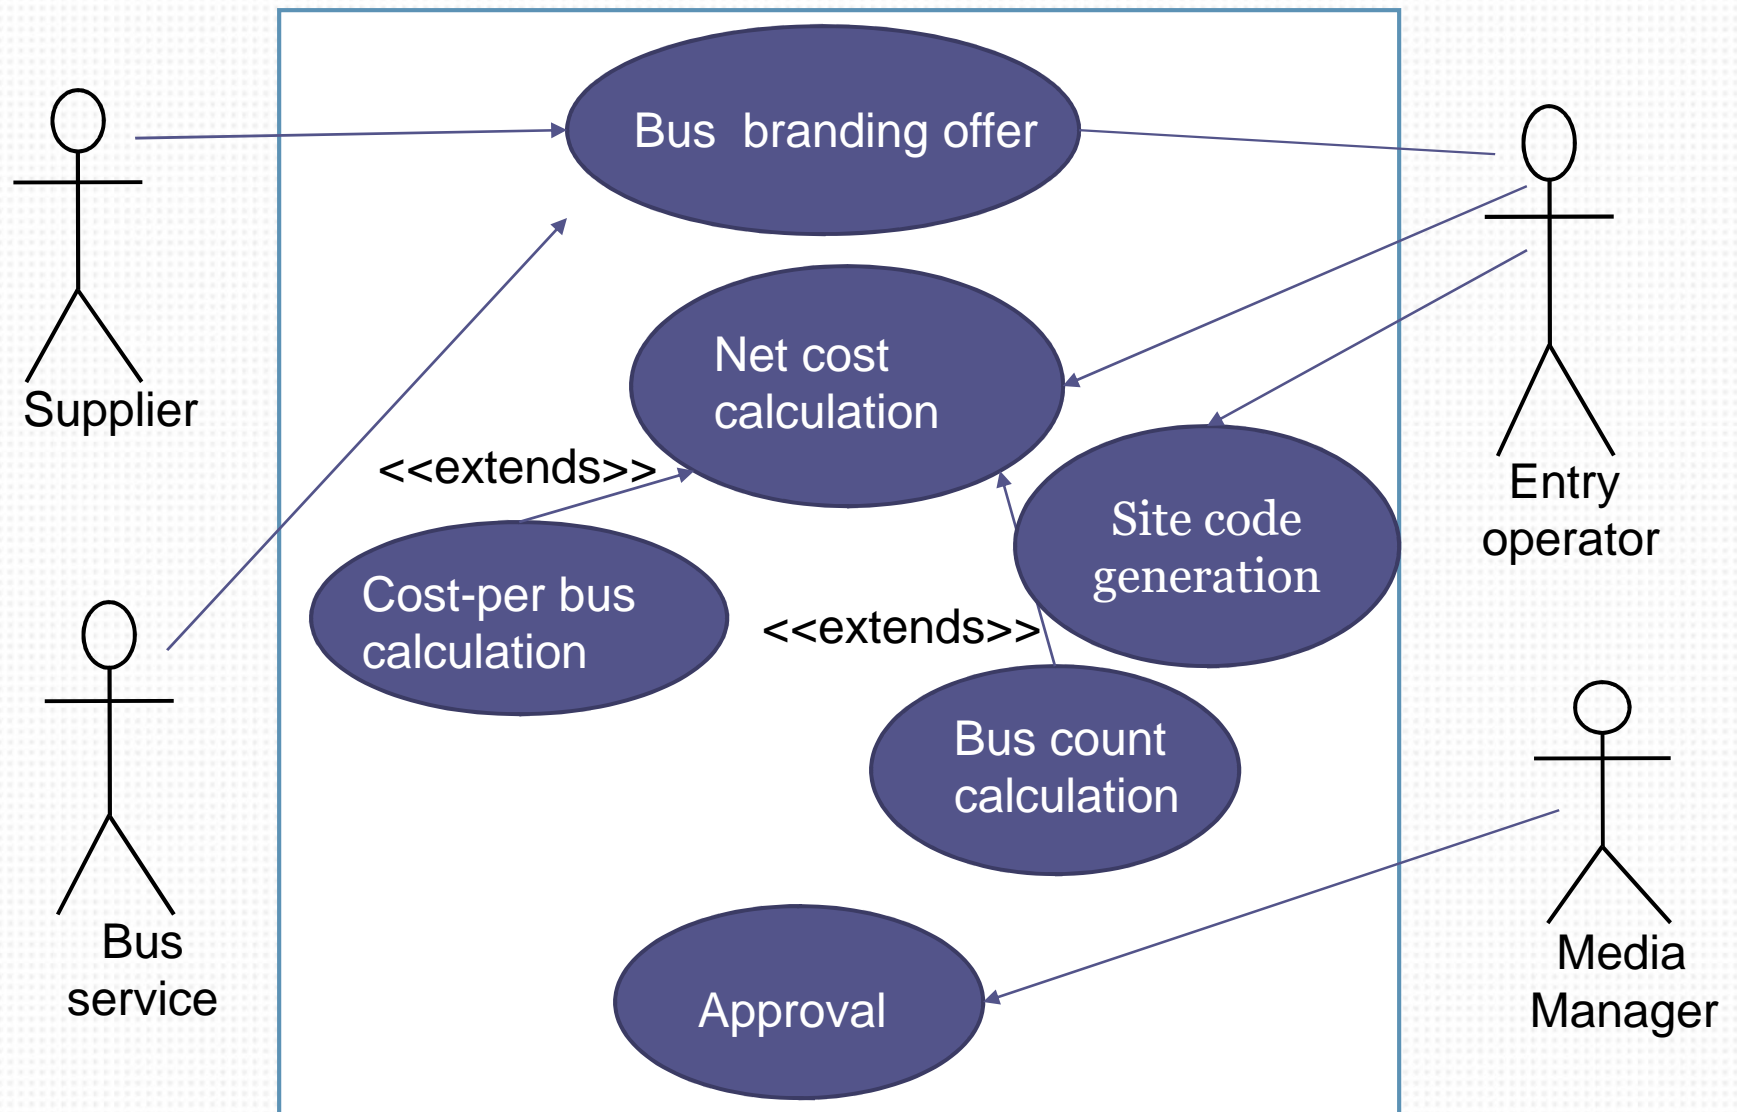 Bus  branding offer
Supplier
Net cost
calculation
<<extends>>
Site code
generation
Entry
operator
Cost-per bus
calculation
<<extends>>
Bus count
calculation
Bus
service
Approval
Media
Manager